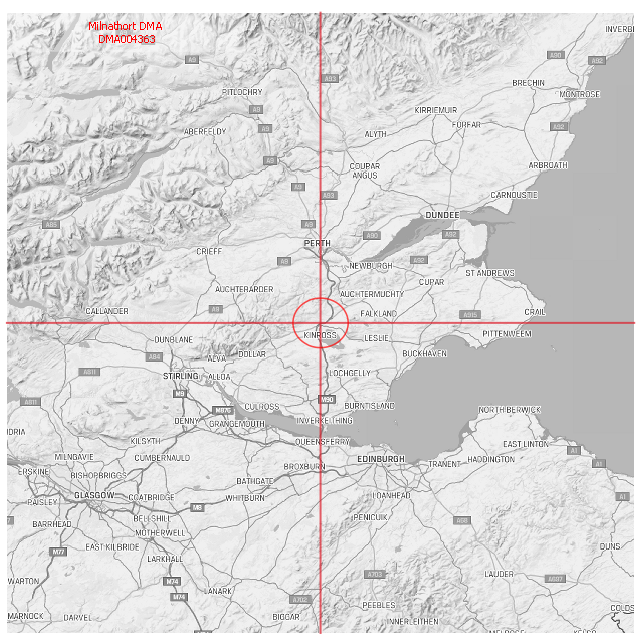 Milnathort DMA
DMA004363
INVERB
A90
A92
A9
A93
BRECHIN
PITLOCHRY
MONTROSE
A9
KIRRIEMUIR
FORFAR
A92
ABERFELDY
A9
ALYTH
A9
COUPAR
ANGUS
ARBROATH
A9
A93
CARNOUSTIE
DUNDEE
A85
A9
A90
A92
PERTH
CRIEFF
A9
NEWBURGH
A92
ST ANDREWS
CUPAR
AUCHTERARDER
AUCHTERMUCHTY
CALLANDER
A9
FALKLAND
A915
CRAIL
KINROSS
PITTENWEEM
DUNBLANE
LESLIE
A84
ALVA
DOLLAR
BUCKHAVEN
A811
STIRLING
ALLOA
LOCHGELLY
M9
A811
M90
CULROSS
BURNTISLAND
M876
NORTH BERWICK
DENNY
GRANGEMOUTH
INVERKEITHING
DRIA
KILSYTH
QUEENSFERRY
EAST LINTON
A1
MILNGAVIE
CUMBERNAULD
EDINBURGH
HADDINGTON
A1
ERSKINE
BISHOPBRIGGS
BROXBURN
TRANENT
BATHGATE
GLASGOW
COATBRIDGE
WHITBURN
LOANHEAD
A1
PAISLEY
M8
BARRHEAD
BELLSHILL
PENICUIK
A68
MOTHERWELL
M77
EAST KILBRIDE
DUNS
LARKHALL
WARTON
M74
A703
LAUDER
A697
LANARK
M74
A702
PEEBLES
COLDS
MARNOCK
DARVEL
BIGGAR
INNERLEITHEN